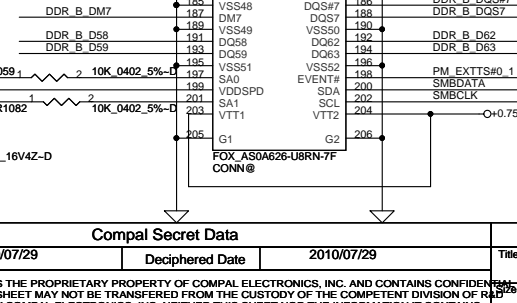 185 VSS48 DQS#7 186 DDR_B_DQS#7
DDR_B_DM7 187 DM7 DQS7 188 DDR_B_DQS7
189 VSS49 VSS50 190
DDR_B_D58 191 DQ58 DQ62 192 DDR_B_D62
DDR_B_D59 193 DQ59 DQ63 194 DDR_B_D63
195 VSS51 VSS52 196
059 1 2 10K_0402_5%~D 197 SA0 EVENT# 198 PM_EXTTS#0_1
199 VDDSPD SDA 200 SMBDATA
R1082 1 2 10K_0402_5%~D 201 SA1 SCL 202 SMBCLK
203 VTT1 VTT2 204 +0.75
205 G1 G2 206
_16V4Z~D
FOX_AS0A626-U8RN-7F
CONN@
Compal Secret Data
/07/29 Deciphered Date 2010/07/29 Title
S THE PROPRIETARY PROPERTY OF COMPAL ELECTRONICS, INC. AND CONTAINS CONFIDENTIAL
Size
SHEET MAY NOT BE TRANSFERED FROM THE CUSTODY OF THE COMPETENT DIVISION OF R&D